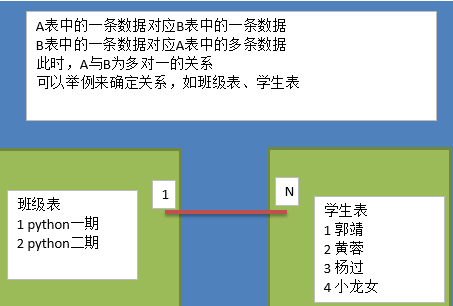 A表中的一条数据对应B表中的一条数据
B表中的一条数据对应A表中的多条数据
此时，A与B为多对一的关系
可以举例来确定关系，如班级表、学生表
1
N
班级表
1 python一期
2 python二期
学生表
1 郭靖
2 黄蓉
3 杨过
4 小龙女